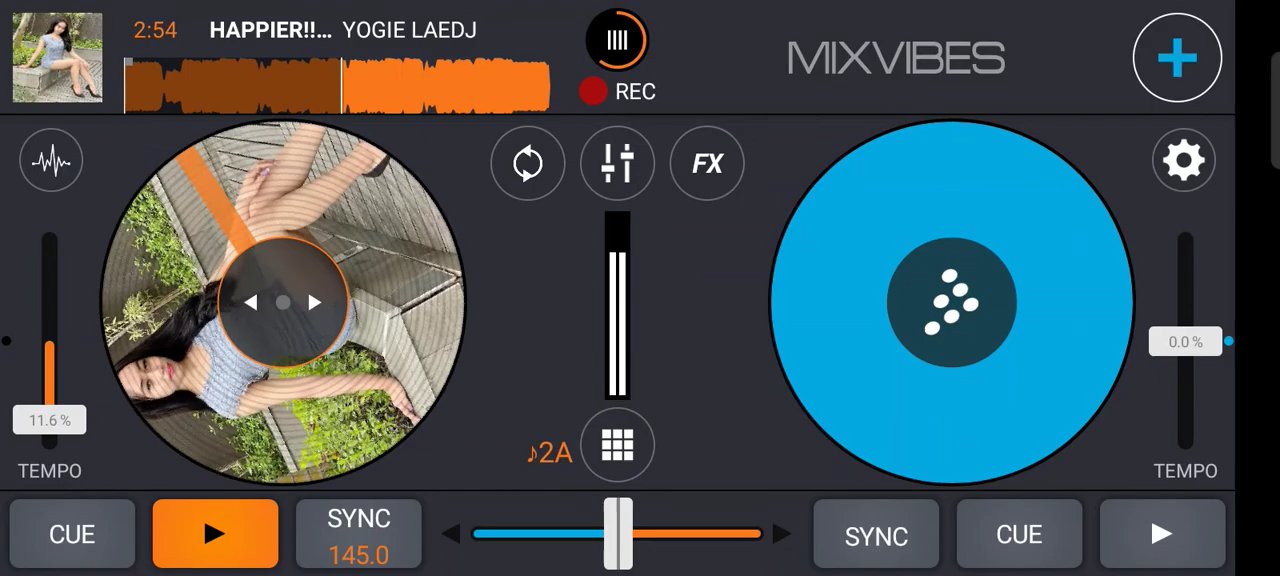 2:54 HAPPIER!!... YOGIE LAEDJ
REC
MIXVIBES
FX
11.6 %
TEMPO
♪2A
0.0 %
TEMPO
CUE
SYNC
145.0
SYNC
CUE